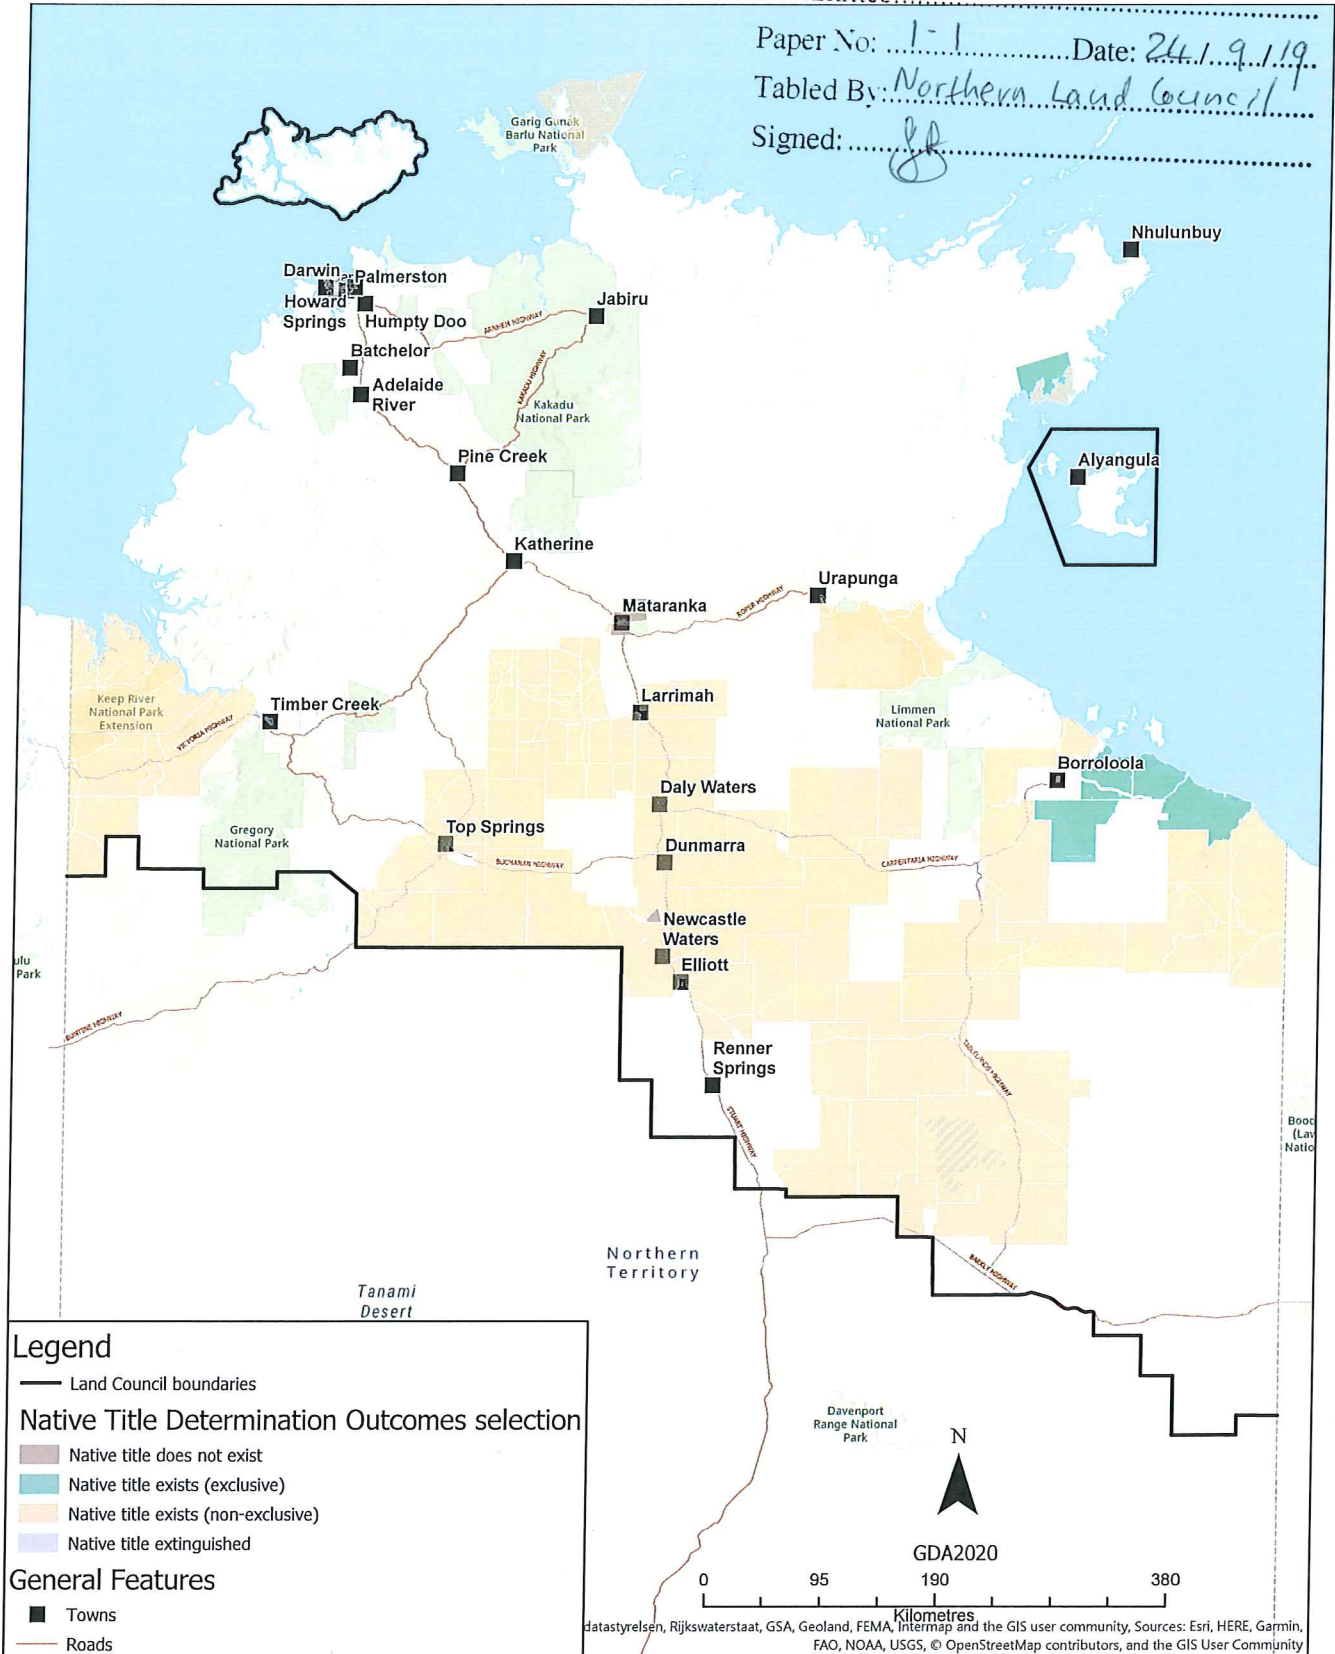 Paper No: 1-1 Date: 24/9/19
Tabled By: Northern Land Council
Signed:
Garig Gunak
Barlu National
Park
Nhulunbuy
Darwin
Palmerston
Howard
Springs
Humpty Doo
Jabiru
ARNHEM HIGHWAY
Batchelor
KAKADU HIGHWAY
Adelaide
River
Kakadu
National Park
Pine Creek
Alyangula
Katherine
Urapunga
Mataranka
ROPER HIGHWAY
Keep River
National Park
Extension
Timber Creek
VICTORIA HIGHWAY
Larrimah
Limmen
National Park
Borroloola
Daly Waters
Top Springs
Gregory
National Park
Dunmarra
BUCHANAN HIGHWAY
CARPENTARIA HIGHWAY
Newcastle
Waters
Elliott
ulu
Park
BUNTINE HIGHWAY
Renner
Springs
TABLELANDS HIGHWAY
STUART HIGHWAY
Booc
(Law
Natio
Northern
Territory
BARKLY HIGHWAY
Tanami
Desert
Legend
Land Council boundaries
Native Title Determination Outcomes selection
Native title does not exist
Native title exists (exclusive)
Native title exists (non-exclusive)
Native title extinguished
General Features
Towns
Roads
Davenport
Range National
Park
N
GDA2020
0 95 190 380
Kilometres
datastyrelsen, Rijkswaterstaat, GSA, Geoland, FEMA, Intermap and the GIS user community, Sources: Esri, HERE, Garmin,
FAO, NOAA, USGS, © OpenStreetMap contributors, and the GIS User Community